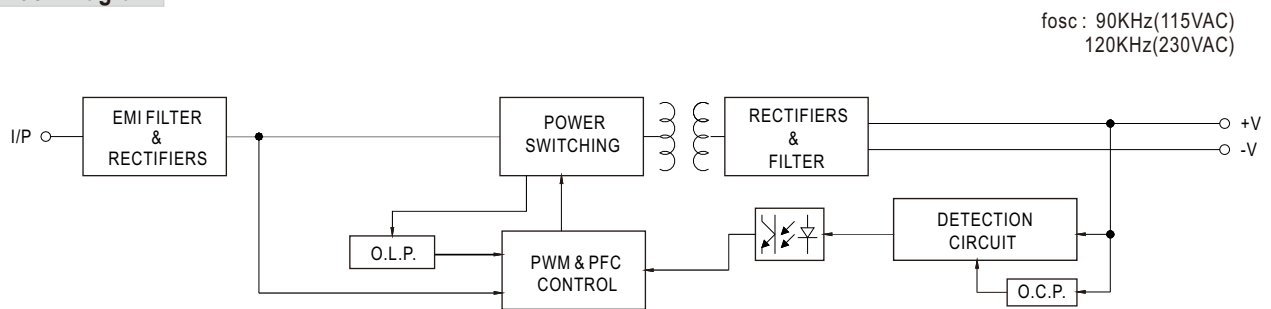 fosc : 90KHz(115VAC)
120KHz(230VAC)
I/P
EMI FILTER
&
RECTIFIERS
POWER
SWITCHING
RECTIFIERS
&
FILTER
+V
-V
O.L.P.
PWM & PFC
CONTROL
DETECTION
CIRCUIT
O.C.P.